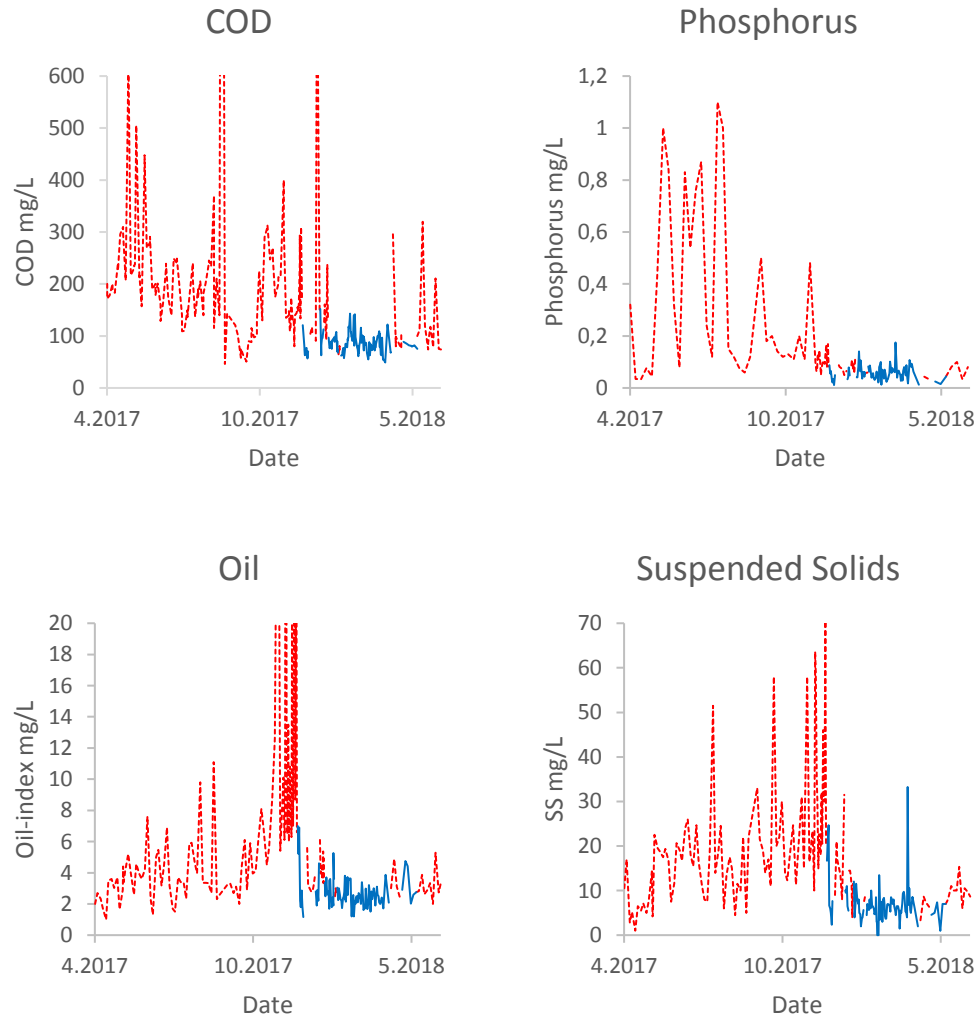 COD
600
500
400
300
200
100
0
COD mg/L
4.2017 10.2017 5.2018
Date
Phosphorus
1,2
1
0,8
0,6
0,4
0,2
0
Phosphorus mg/L
4.2017 10.2017 5.2018
Date
Oil
20
18
16
14
12
10
8
6
4
2
0
Oil-index mg/L
4.2017 10.2017 5.2018
Date
Suspended Solids
70
60
50
40
30
20
10
0
SS mg/L
4.2017 10.2017 5.2018
Date